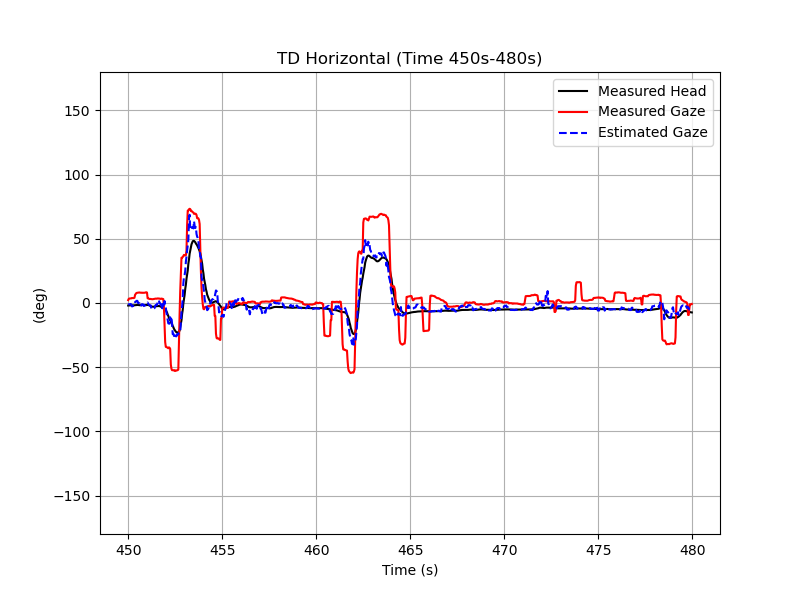 TD Horizontal (Time 450s-480s)
Measured Head
Measured Gaze
Estimated Gaze
150
100
50
0
−50
−100
−150
(deg)
450 455 460 465 470 475 480
Time (s)